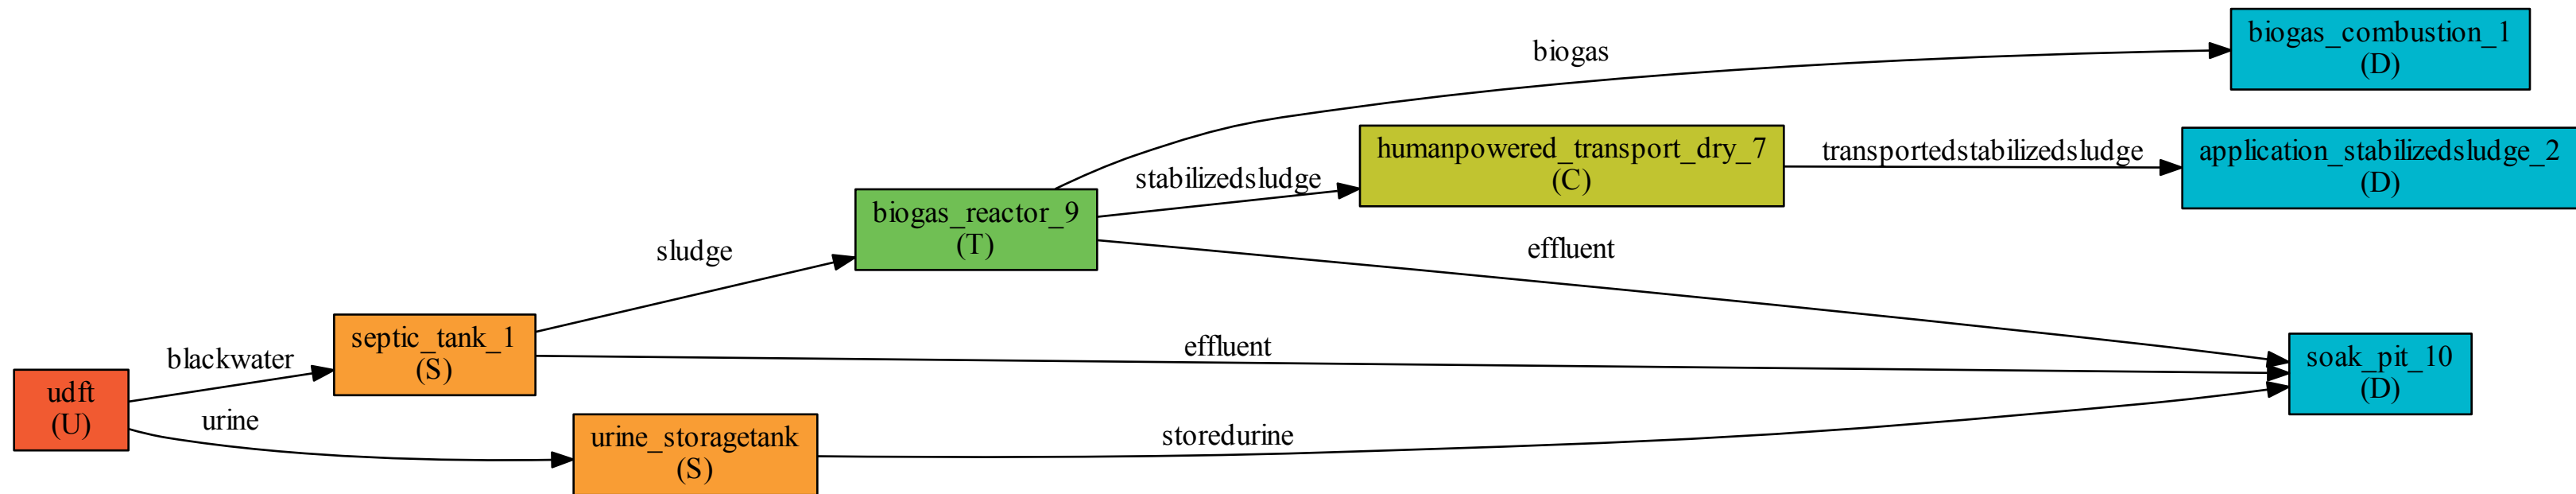 biogas_combustion_1
(D)
biogas
humanpowered_transport_dry_7
(C)
transportedstabilizedsludge
application_stabilizedsludge_2
(D)
stabilizedsludge
biogas_reactor_9
(T)
sludge
effluent
septic_tank_1
(S)
effluent
soak_pit_10
(D)
blackwater
udft
(U)
urine
urine_storagetank
(S)
storedurine